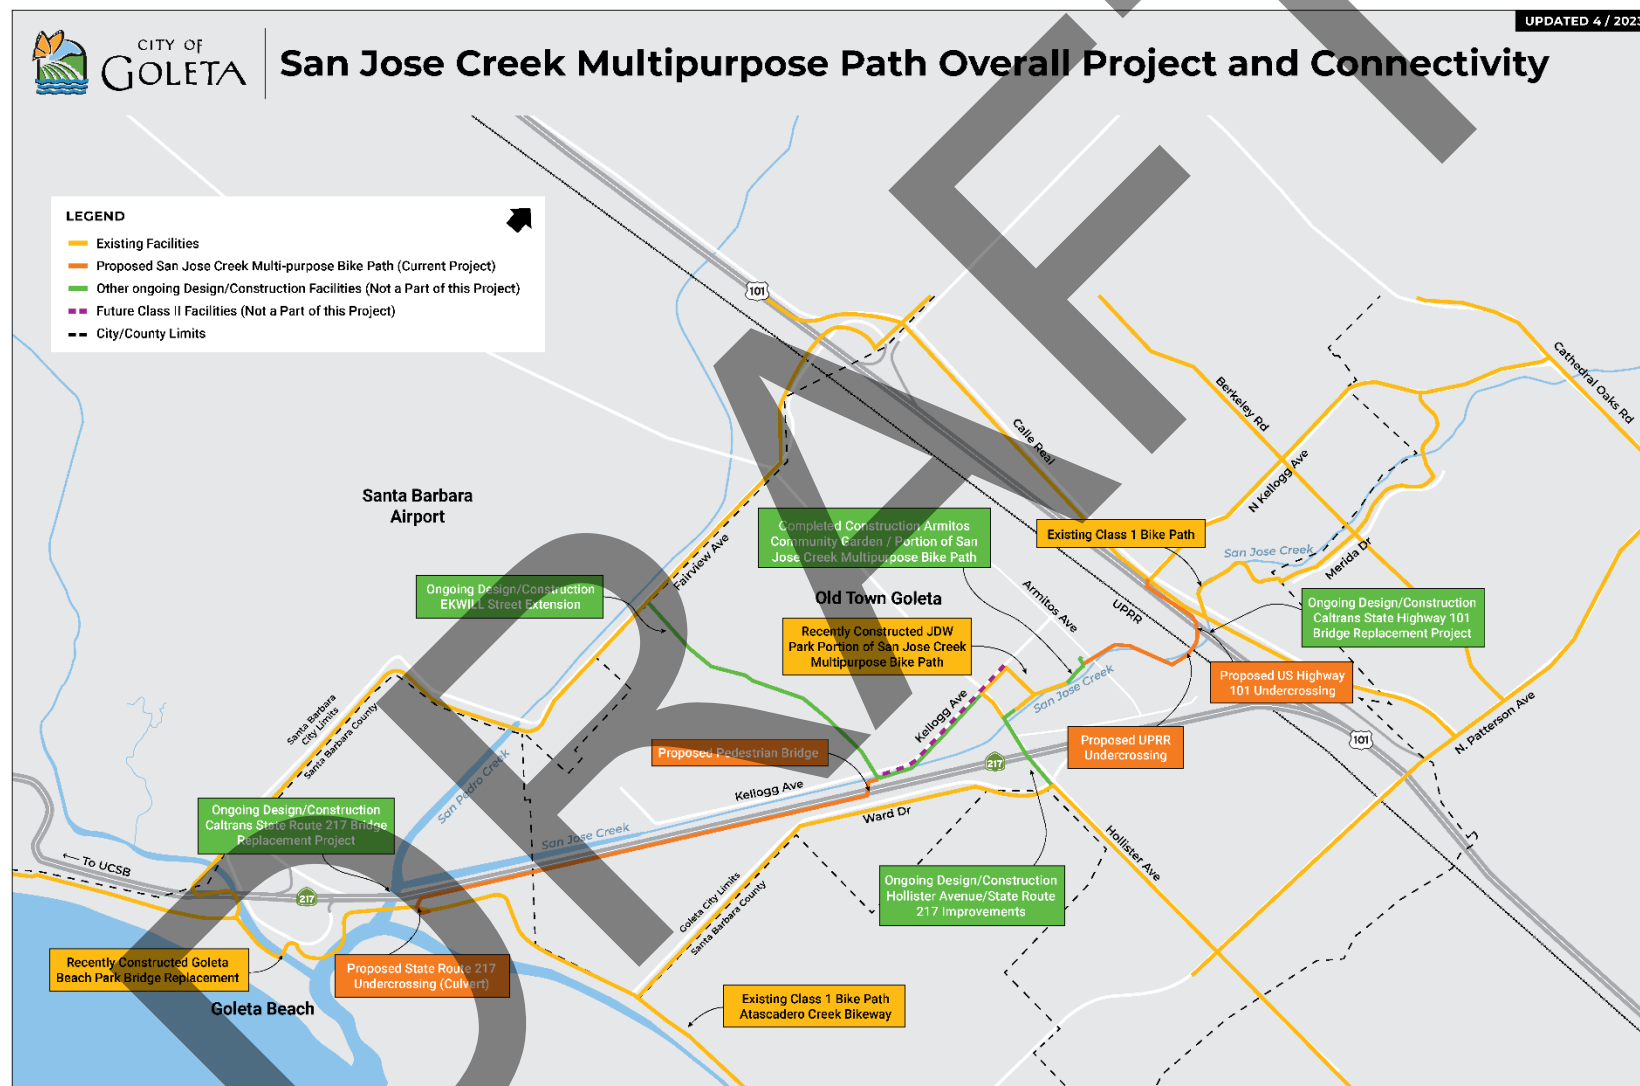 UPDATED 4 / 2023
CITY OF
GOLETA
San Jose Creek Multipurpose Path Overall Project and Connectivity
LEGEND
Existing Facilities
Proposed San Jose Creek Multi-purpose Bike Path (Current Project)
Other ongoing Design/Construction Facilities (Not a Part of this Project)
Future Class II Facilities (Not a Part of this Project)
City/County Limits
101
Cathedral Oaks Rd
Berkeley Rd
Calle Real
N Kellogg Ave
Santa Barbara
Airport
Fairview Ave
Completed Construction Armitos
Community Garden / Portion of San
Jose Creek Multipurpose Bike Path
Existing Class 1 Bike Path
San Jose Creek
Merida Dr
Ongoing Design/Construction
EKWILL Street Extension
Old Town Goleta
Armitos Ave
UPRR
Ongoing Design/Construction
Caltrans State Highway 101
Bridge Replacement Project
Recently Constructed JDW
Park Portion of San Jose Creek
Multipurpose Bike Path
Proposed US Highway
101 Undercrossing
San Jose Creek
Kellogg Ave
Santa Barbara
City Limits
Santa Barbara County
N. Patterson Ave
Proposed UPRR
Undercrossing
101
Proposed Pedestrian Bridge
217
San Pedro Creek
Kellogg Ave
Ward Dr
Ongoing Design/Construction
Caltrans State Route 217 Bridge
Replacement Project
San Jose Creek
Hollister Ave
To UCSB
217
Goleta City Limits
Santa Barbara County
Ongoing Design/Construction
Hollister Avenue/State Route
217 Improvements
Recently Constructed Goleta
Beach Park Bridge Replacement
Proposed State Route 217
Undercrossing (Culvert)
Goleta Beach
Existing Class 1 Bike Path
Atascadero Creek Bikeway
DRAFT